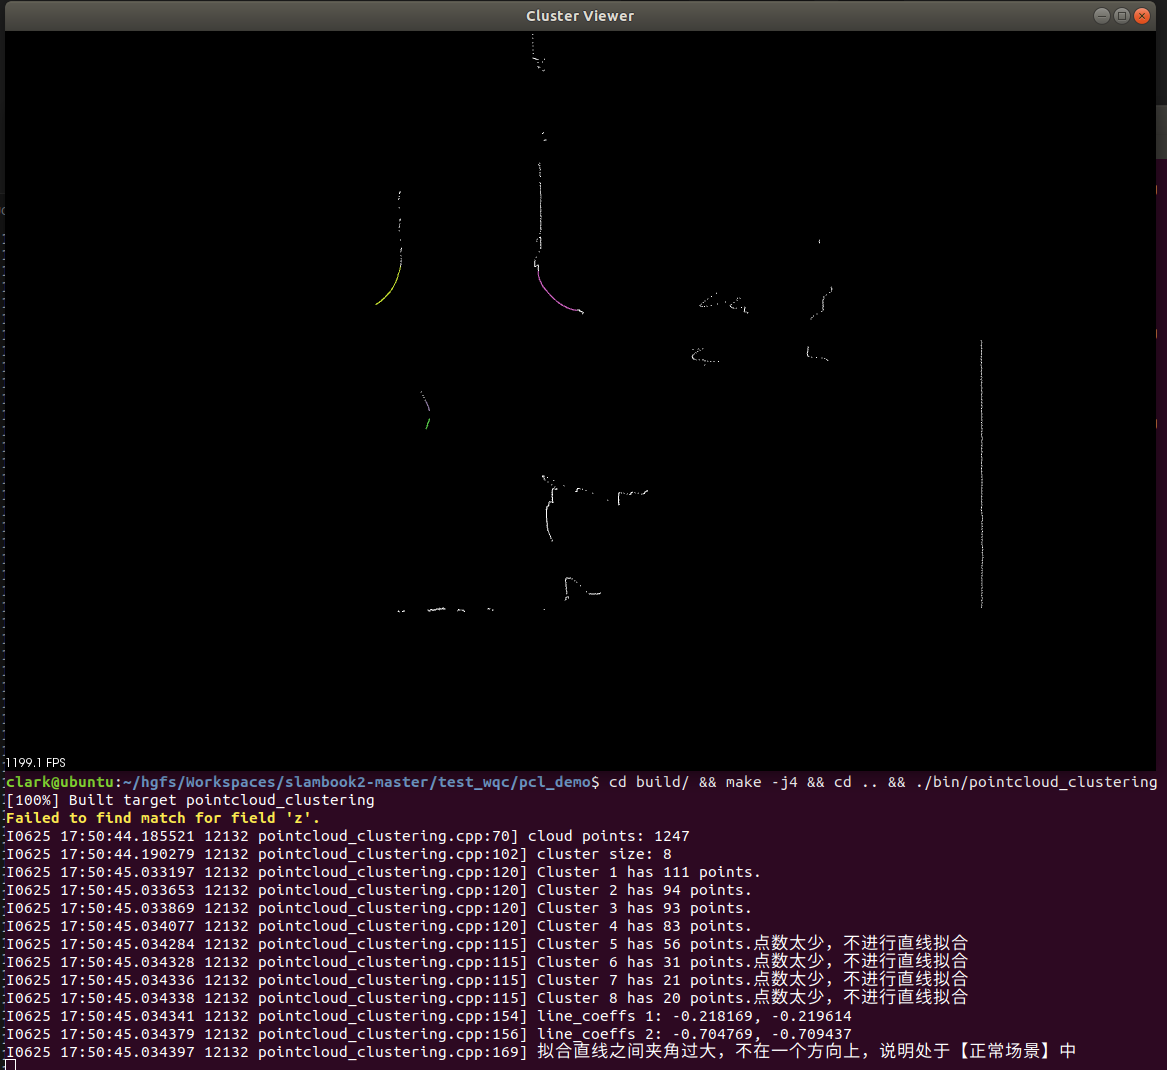 Cluster Viewer
1199.1 FPS
clark@ubuntu:~/hgfs/Workspaces/slambook2-master/test_wqc/pcl_demo$ cd build/ && make -j4 && cd .. && ./bin/pointcloud_clustering
[100%] Built target pointcloud_clustering
Failed to find match for field 'z'.
I0625 17:50:44.185521 12132 pointcloud_clustering.cpp:70] cloud points: 1247
I0625 17:50:44.190279 12132 pointcloud_clustering.cpp:102] cluster size: 8
I0625 17:50:45.033197 12132 pointcloud_clustering.cpp:120] Cluster 1 has 111 points.
I0625 17:50:45.033653 12132 pointcloud_clustering.cpp:120] Cluster 2 has 94 points.
I0625 17:50:45.033869 12132 pointcloud_clustering.cpp:120] Cluster 3 has 93 points.
I0625 17:50:45.034077 12132 pointcloud_clustering.cpp:120] Cluster 4 has 83 points.
I0625 17:50:45.034284 12132 pointcloud_clustering.cpp:115] Cluster 5 has 56 points.点数太少，不进行直线拟合
I0625 17:50:45.034328 12132 pointcloud_clustering.cpp:115] Cluster 6 has 31 points.点数太少，不进行直线拟合
I0625 17:50:45.034336 12132 pointcloud_clustering.cpp:115] Cluster 7 has 21 points.点数太少，不进行直线拟合
I0625 17:50:45.034338 12132 pointcloud_clustering.cpp:115] Cluster 8 has 20 points.点数太少，不进行直线拟合
I0625 17:50:45.034341 12132 pointcloud_clustering.cpp:154] line_coeffs 1: -0.218169, -0.219614
I0625 17:50:45.034379 12132 pointcloud_clustering.cpp:156] line_coeffs 2: -0.704769, -0.709437
I0625 17:50:45.034397 12132 pointcloud_clustering.cpp:169] 拟合直线之间夹角过大，不在一个方向上，说明处于【正常场景】中